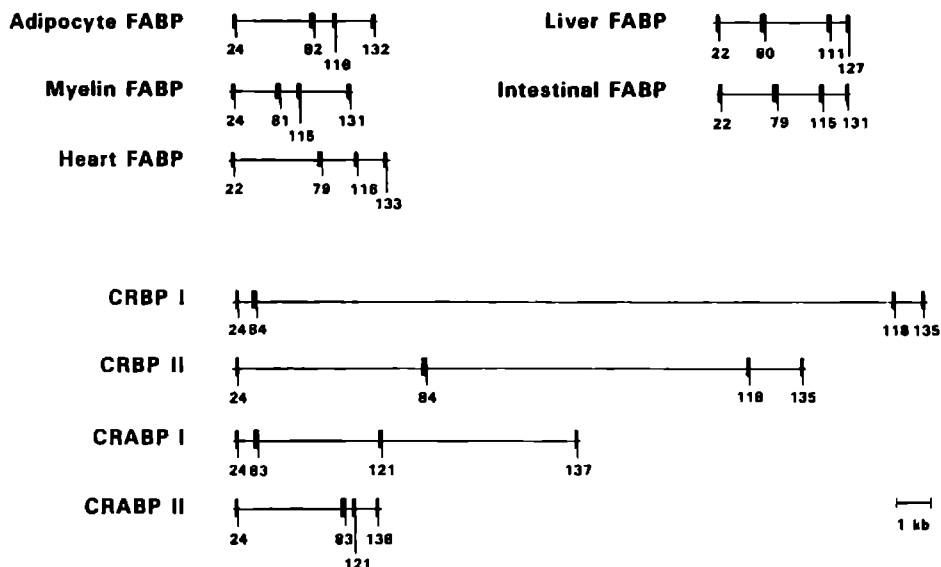 Adipocyte FABP
24 82 116 132
Myelin FABP
24 81 115 131
Heart FABP
22 79 116 133
Liver FABP
22 80 111 127
Intestinal FABP
22 79 115 131
CRBP I
24 84 118 135
CRBP II
24 84 118 135
CRABP I
24 83 121 137
CRABP II
24 83 121 138
1 kb